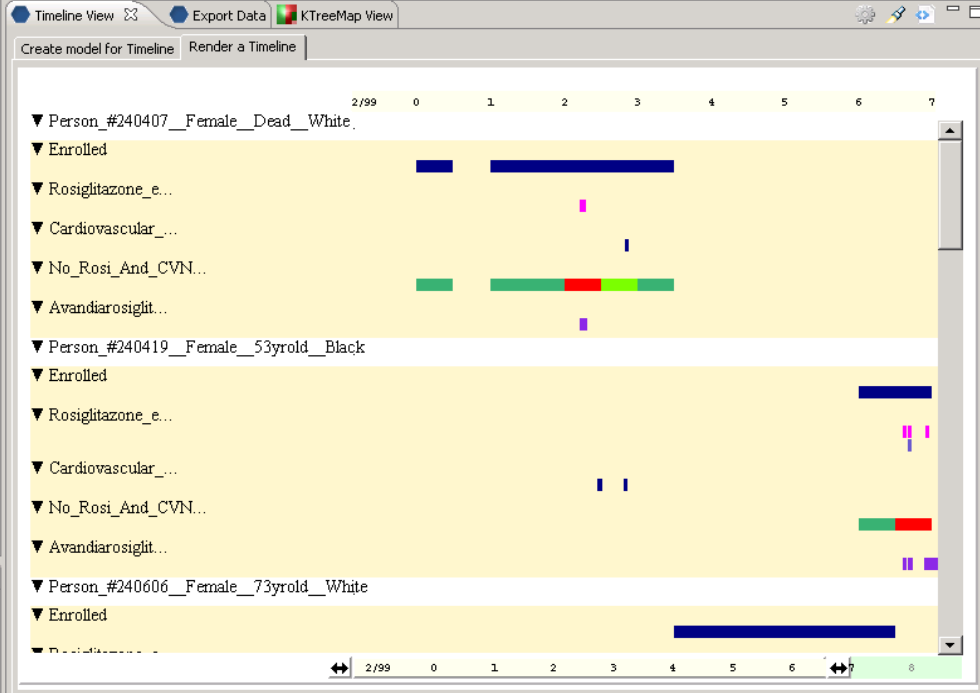 Timeline View Export Data KTreeMap View
Create model for Timeline Render a Timeline
2/99 0 1 2 3 4 5 6 7
Person_#240407__Female__Dead__White
Enrolled
Rosiglitazone_e...
Cardiovascular_...
No_Rosi_And_CVN...
Avandiarosiglit...
Person_#240419__Female__53yrold__Black
Enrolled
Rosiglitazone_e...
Cardiovascular_...
No_Rosi_And_CVN...
Avandiarosiglit...
Person_#240606__Female__73yrold__White
Enrolled
2/99 0 1 2 3 4 5 6 7 8